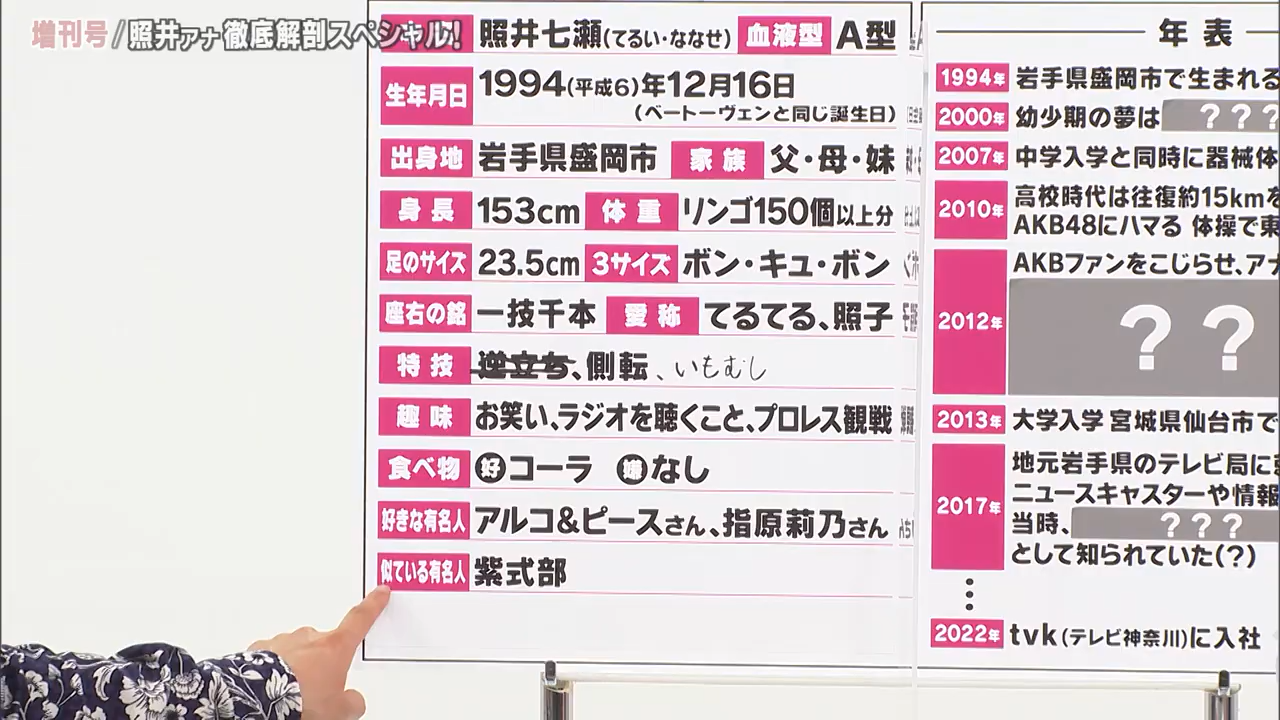 増刊号/照井アナ徹底解剖スペシャル!
照井七瀬(てるい・ななせ) 血液型 A型
生年月日 1994(平成6)年12月16日
(ベートーヴェンと同じ誕生日)
出身地 岩手県盛岡市 家族 父・母・妹
身長 153cm 体重 リンゴ150個以上分
足のサイズ 23.5cm 3サイズ ボン・キュ・ボン
座右の銘 一技千本 愛称 てるてる、照子
特技 逆立ち、側転、いもむし
趣味 お笑い、ラジオを聴くこと、プロレス観戦
食べ物 好 コーラ 嫌 なし
好きな有名人 アルコ&ピースさん、指原莉乃さん
似ている有名人 紫式部
年表
1994年 岩手県盛岡市で生まれる
2000年 幼少期の夢は ???
2007年 中学入学と同時に器械体
2010年 高校時代は往復約15kmを
AKB48にハマる 体操で東
2012年 AKBファンをこじらせ、アナ
??
2013年 大学入学 宮城県仙台市で
2017年 地元岩手県のテレビ局に
ニュースキャスターや情報
当時、???
として知られていた(?)
2022年 tvk(テレビ神奈川)に入社